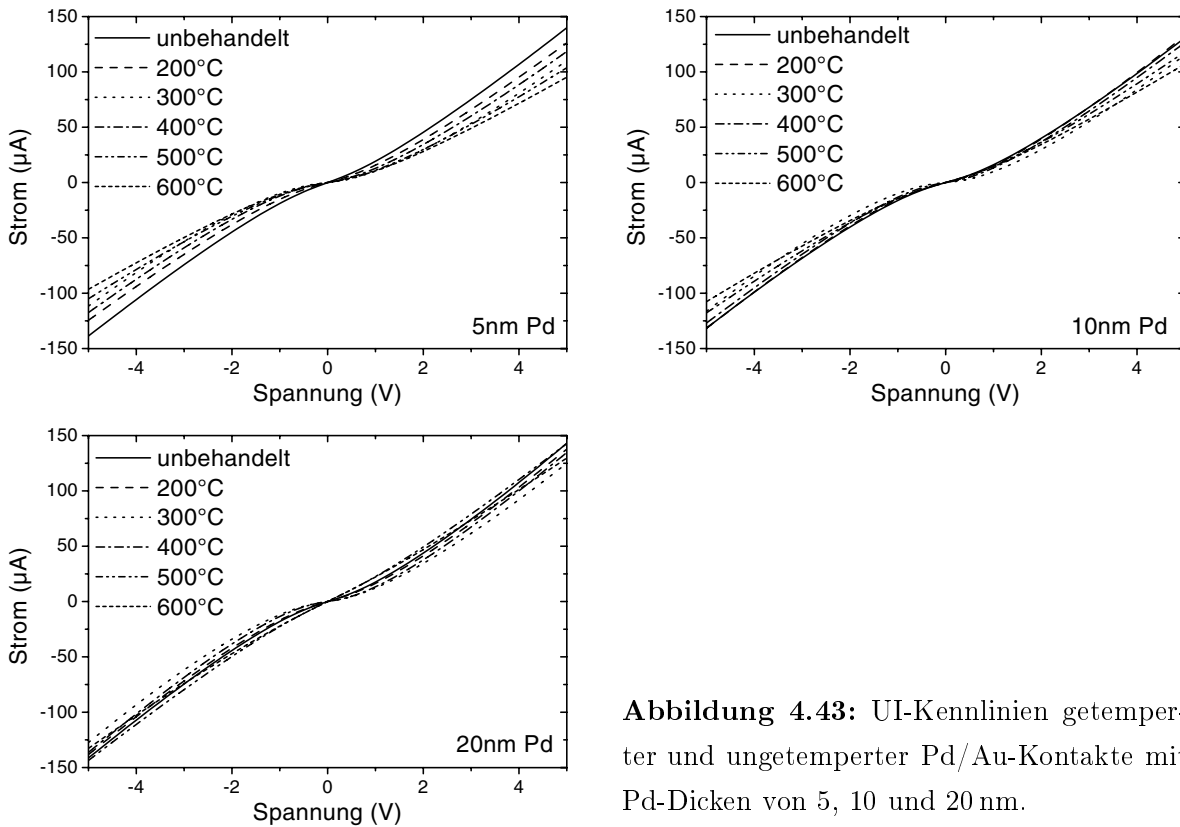 150
100
50
0
-50
-100
-150
Strom (µA)
unbehandelt
200°C
300°C
400°C
500°C
600°C
5nm Pd
-4
-2
0
2
4
Spannung (V)
150
100
50
0
-50
-100
-150
Strom (µA)
unbehandelt
200°C
300°C
400°C
500°C
600°C
10nm Pd
-4
-2
0
2
4
Spannung (V)
150
100
50
0
-50
-100
-150
Strom (µA)
unbehandelt
200°C
300°C
400°C
500°C
600°C
20nm Pd
-4
-2
0
2
4
Spannung (V)
Abbildung 4.43: UI-Kennlinien getemper-
ter und ungetemperter Pd/Au-Kontakte mit
Pd-Dicken von 5, 10 und 20 nm.